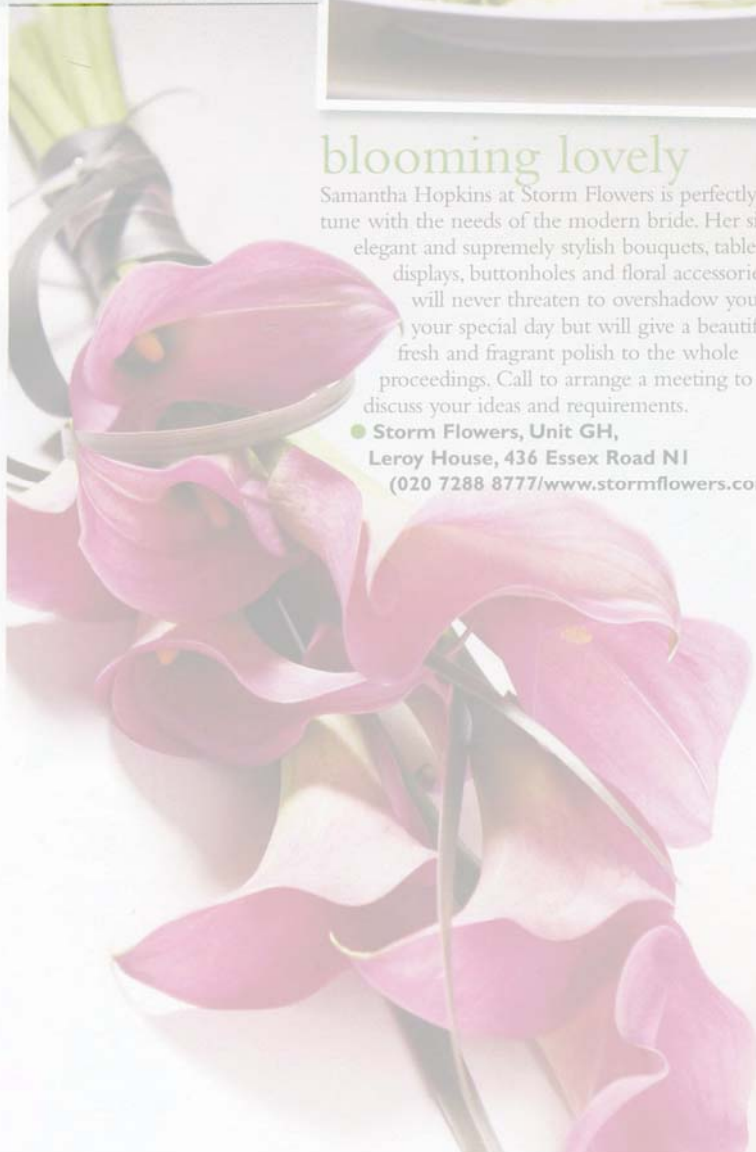 blooming lovely
Samantha Hopkins at Storm Flowers is perfectly
tune with the needs of the modern bride. Her
elegant and supremely stylish bouquets, table
displays, buttonholes and floral accessorie
will never threaten to overshadow you
your special day but will give a beautif
fresh and fragrant polish to the whole
proceedings. Call to arrange a meeting to
discuss your ideas and requirements.
● Storm Flowers, Unit GH,
Leroy House, 436 Essex Road N1
(020 7288 8777/www.stormflowers.co